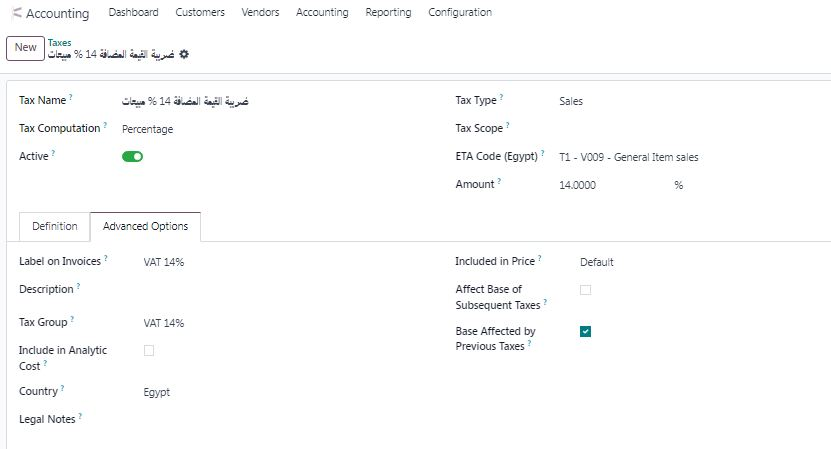 Accounting Dashboard Customers Vendors Accounting Reporting Configuration
New
Taxes
ضريبة القيمة المضافة 14 % مبيعات
Tax Name ? ضريبة القيمة المضافة 14 % مبيعات
Tax Type ? Sales
Tax Computation ? Percentage
Tax Scope ?
Active ?
ETA Code (Egypt) ? T1 - V009 - General Item sales
Amount ? 14.0000 %
Definition Advanced Options
Label on Invoices ? VAT 14%
Included in Price ? Default
Description ?
Affect Base of
Subsequent Taxes ?
Tax Group ? VAT 14%
Base Affected by
Previous Taxes ?
Include in Analytic
Cost ?
Country ? Egypt
Legal Notes ?